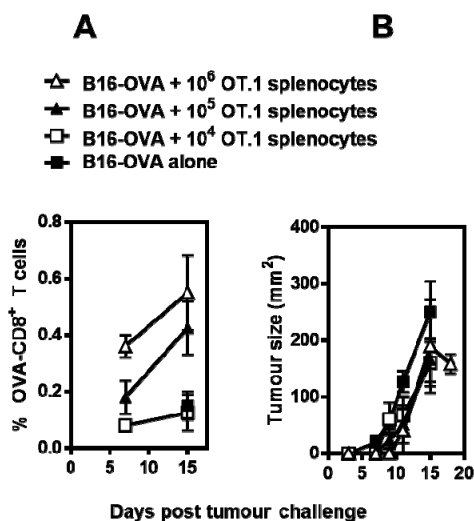 A B
B16-OVA + 10⁶ OT.1 splenocytes
B16-OVA + 10⁵ OT.1 splenocytes
B16-OVA + 10⁴ OT.1 splenocytes
B16-OVA alone
% OVA-CD8⁺ T cells
0.8
0.6
0.4
0.2
0.0
0 5 10 15
Tumour size (mm²)
400
300
200
100
0
0 5 10 15 20
Days post tumour challenge